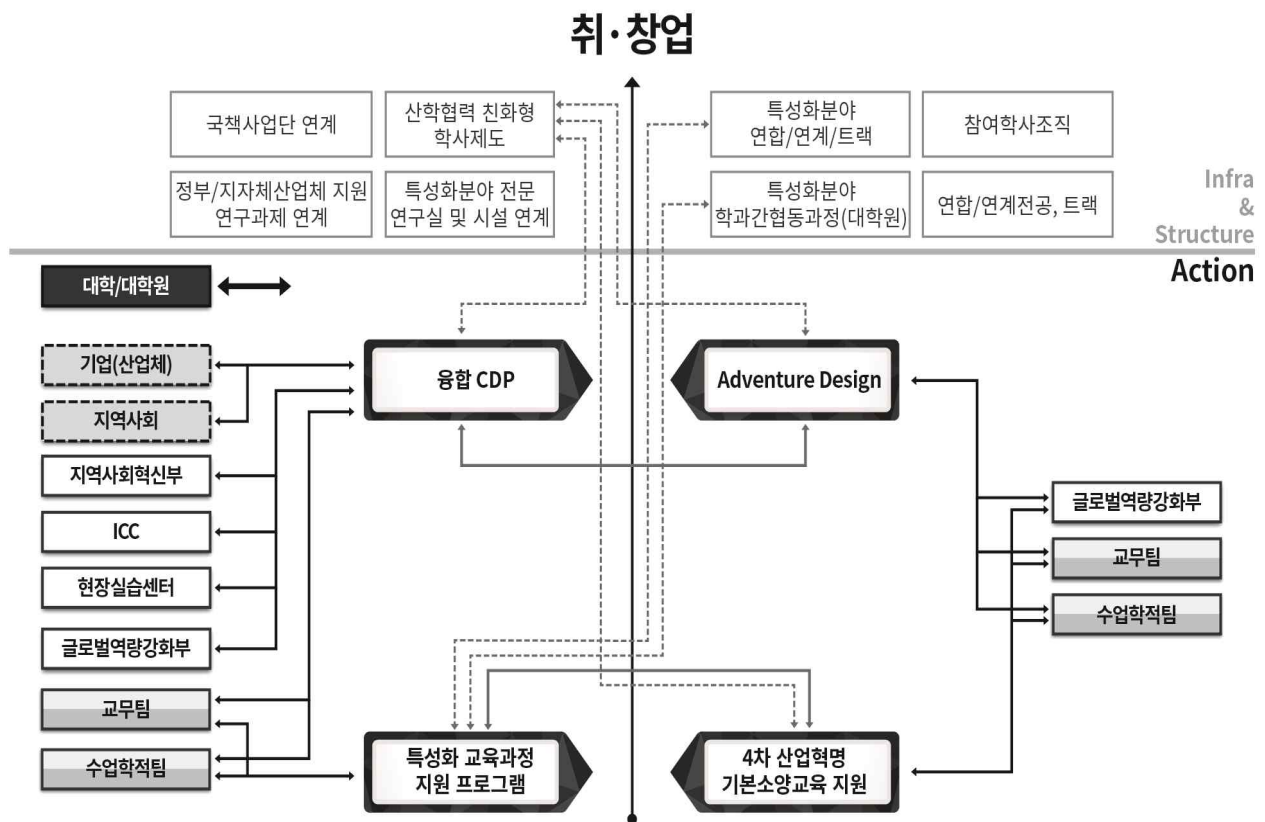 취·창업
국책사업단 연계
산학협력 친화형
학사제도
특성화분야
연합/연계/트랙
참여학사조직
정부/지자체산업체 지원
연구과제 연계
특성화분야 전문
연구실 및 시설 연계
특성화분야
학과간협동과정(대학원)
연합/연계전공, 트랙
Infra
&
Structure
Action
대학/대학원
기업(산업체)
지역사회
지역사회혁신부
ICC
현장실습센터
글로벌역량강화부
교무팀
수업학적팀
융합 CDP
Adventure Design
특성화 교육과정
지원 프로그램
4차 산업혁명
기본소양교육 지원
글로벌역량강화부
교무팀
수업학적팀